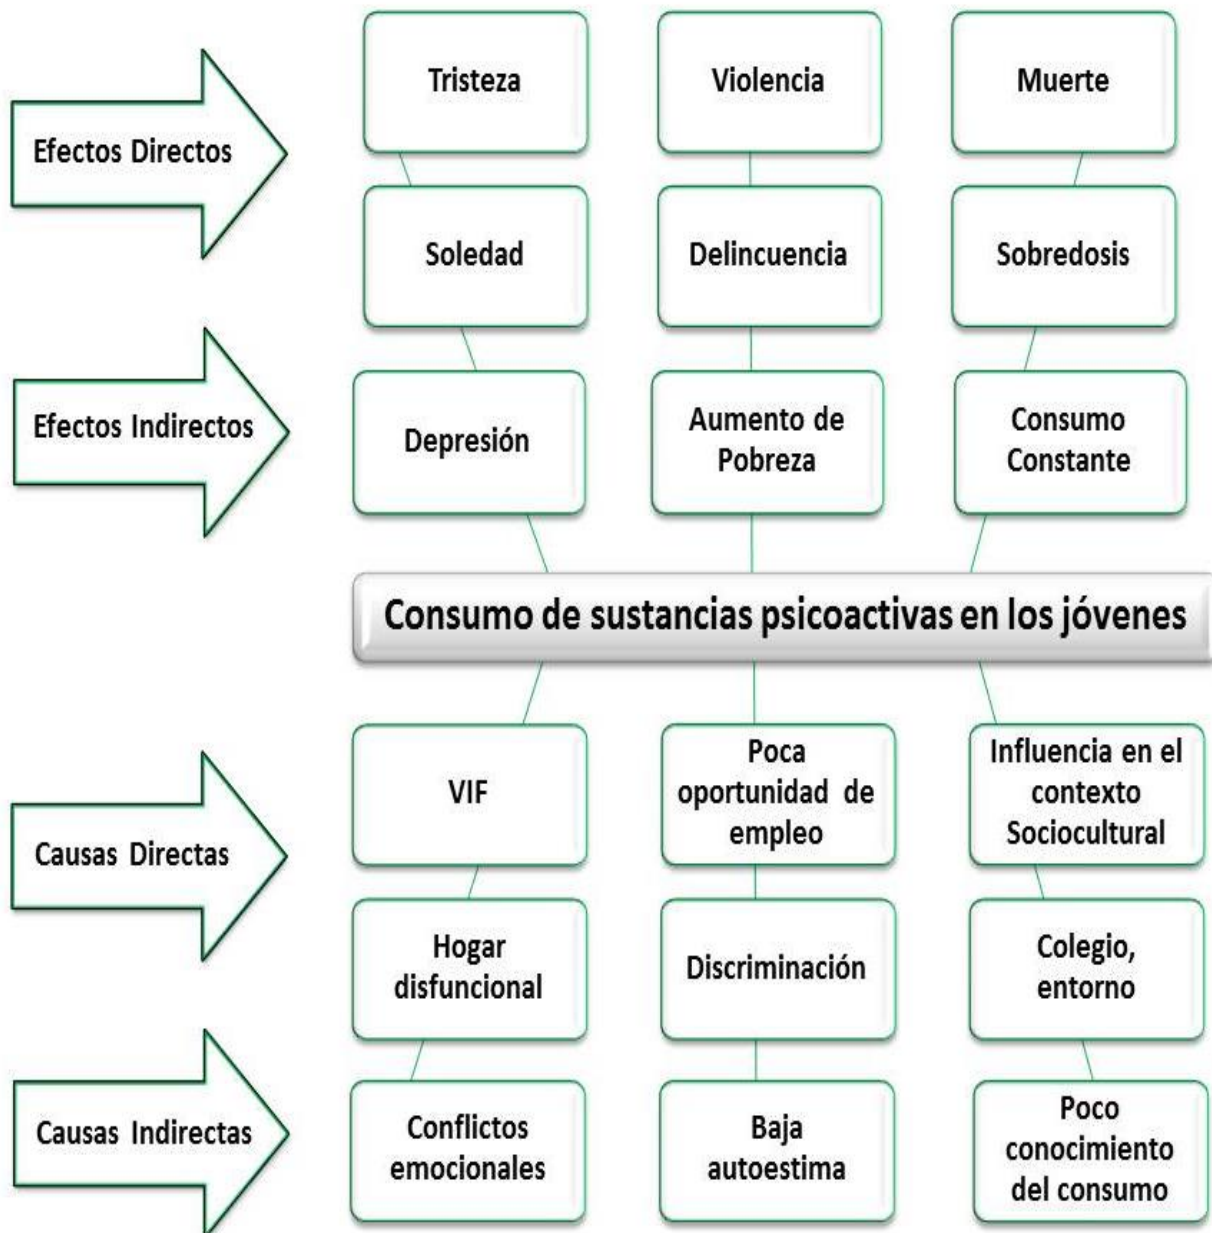 Tristeza
Violencia
Muerte
Efectos Directos
Soledad
Delincuencia
Sobredosis
Efectos Indirectos
Depresión
Aumento de
Pobreza
Consumo
Constante
Consumo de sustancias psicoactivas en los jóvenes
VIF
Poca
oportunidad de
empleo
Influencia en el
contexto
Sociocultural
Causas Directas
Hogar
disfuncional
Discriminación
Colegio,
entorno
Causas Indirectas
Conflictos
emocionales
Baja
autoestima
Poco
conocimiento
del consumo